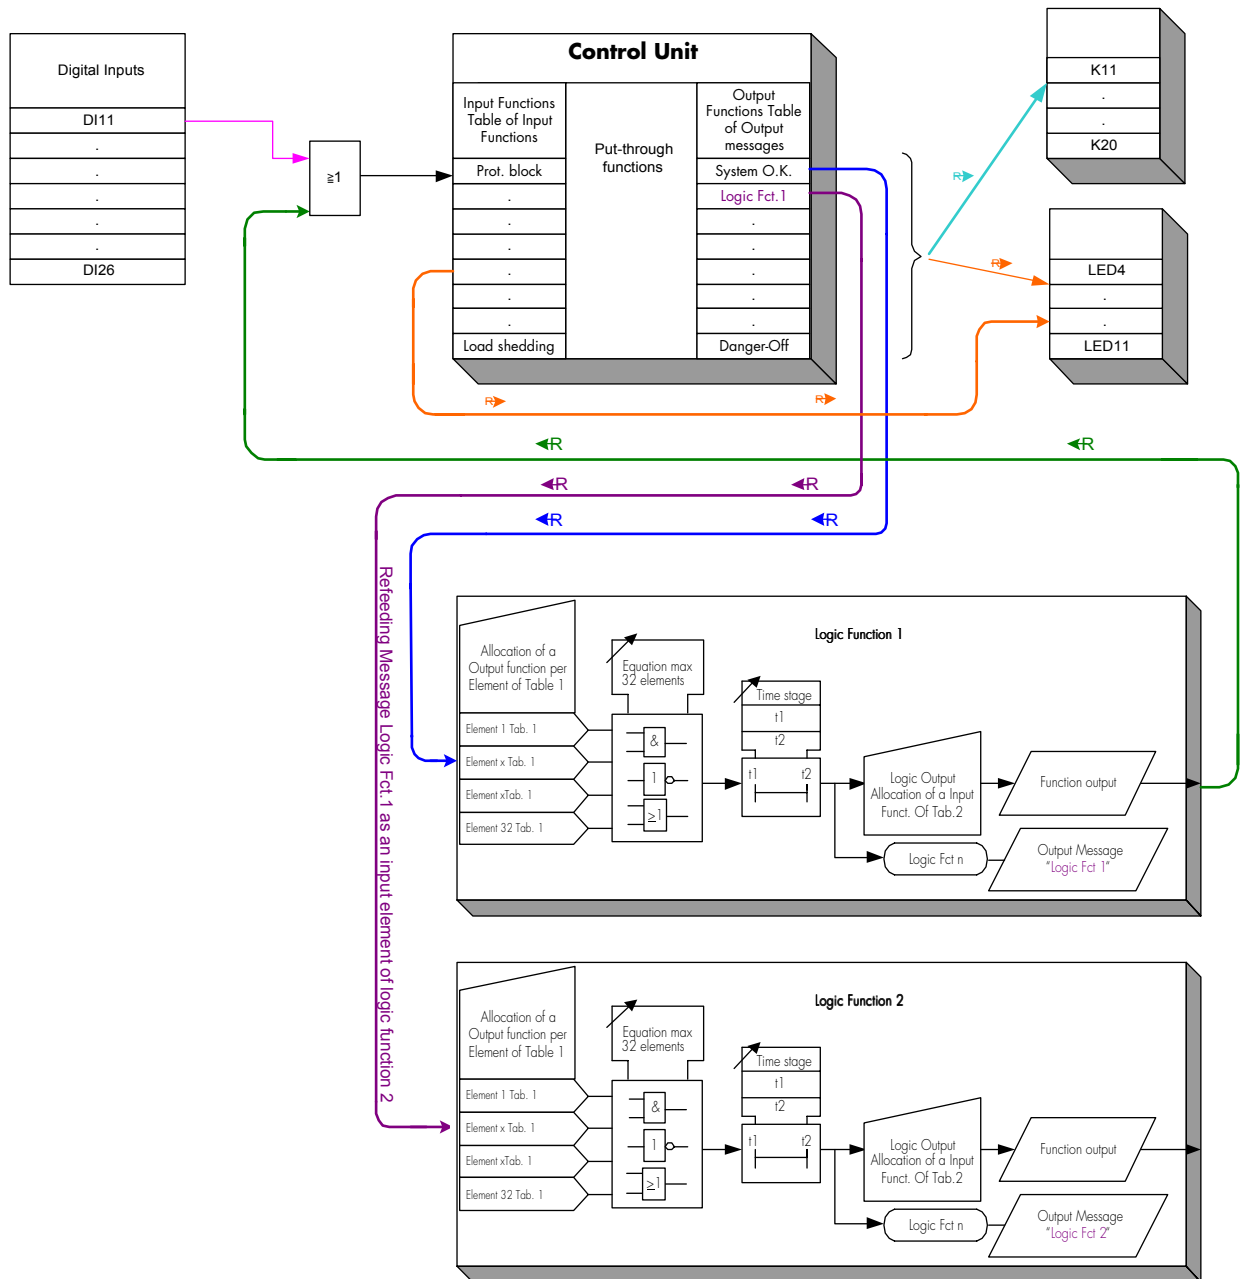 Digital Inputs
DI11
.
.
.
.
.
DI26
≧1
Control Unit
Input Functions
Table of Input
Functions
Prot. block
.
.
.
.
.
.
Load shedding
Put-through
functions
Output
Functions Table
of Output
messages
System O.K.
Logic Fct.1
.
.
.
.
.
Danger-Off
K11
.
.
K20
R
R
LED4
.
.
LED11
R
R
R
R
R
R
R
R
Refeeding Message Logic Fct.1 as an input element of logic function 2
Logic Function 1
Allocation of a
Output function per
Element of Table 1
Element 1 Tab. 1
Element x Tab. 1
Element xTab. 1
Element 32 Tab. 1
Equation max
32 elements
&
1
≥1
Time stage
t1
t2
t1 t2
Logic Output
Allocation of a Input
Funct. Of Tab.2
Function output
Logic Fct n
Output Message
"Logic Fct 1"
Logic Function 2
Allocation of a
Output function per
Element of Table 1
Element 1 Tab. 1
Element x Tab. 1
Element xTab. 1
Element 32 Tab. 1
Equation max
32 elements
&
1
≥1
Time stage
t1
t2
t1 t2
Logic Output
Allocation of a Input
Funct. Of Tab.2
Function output
Logic Fct n
Output Message
"Logic Fct 2"